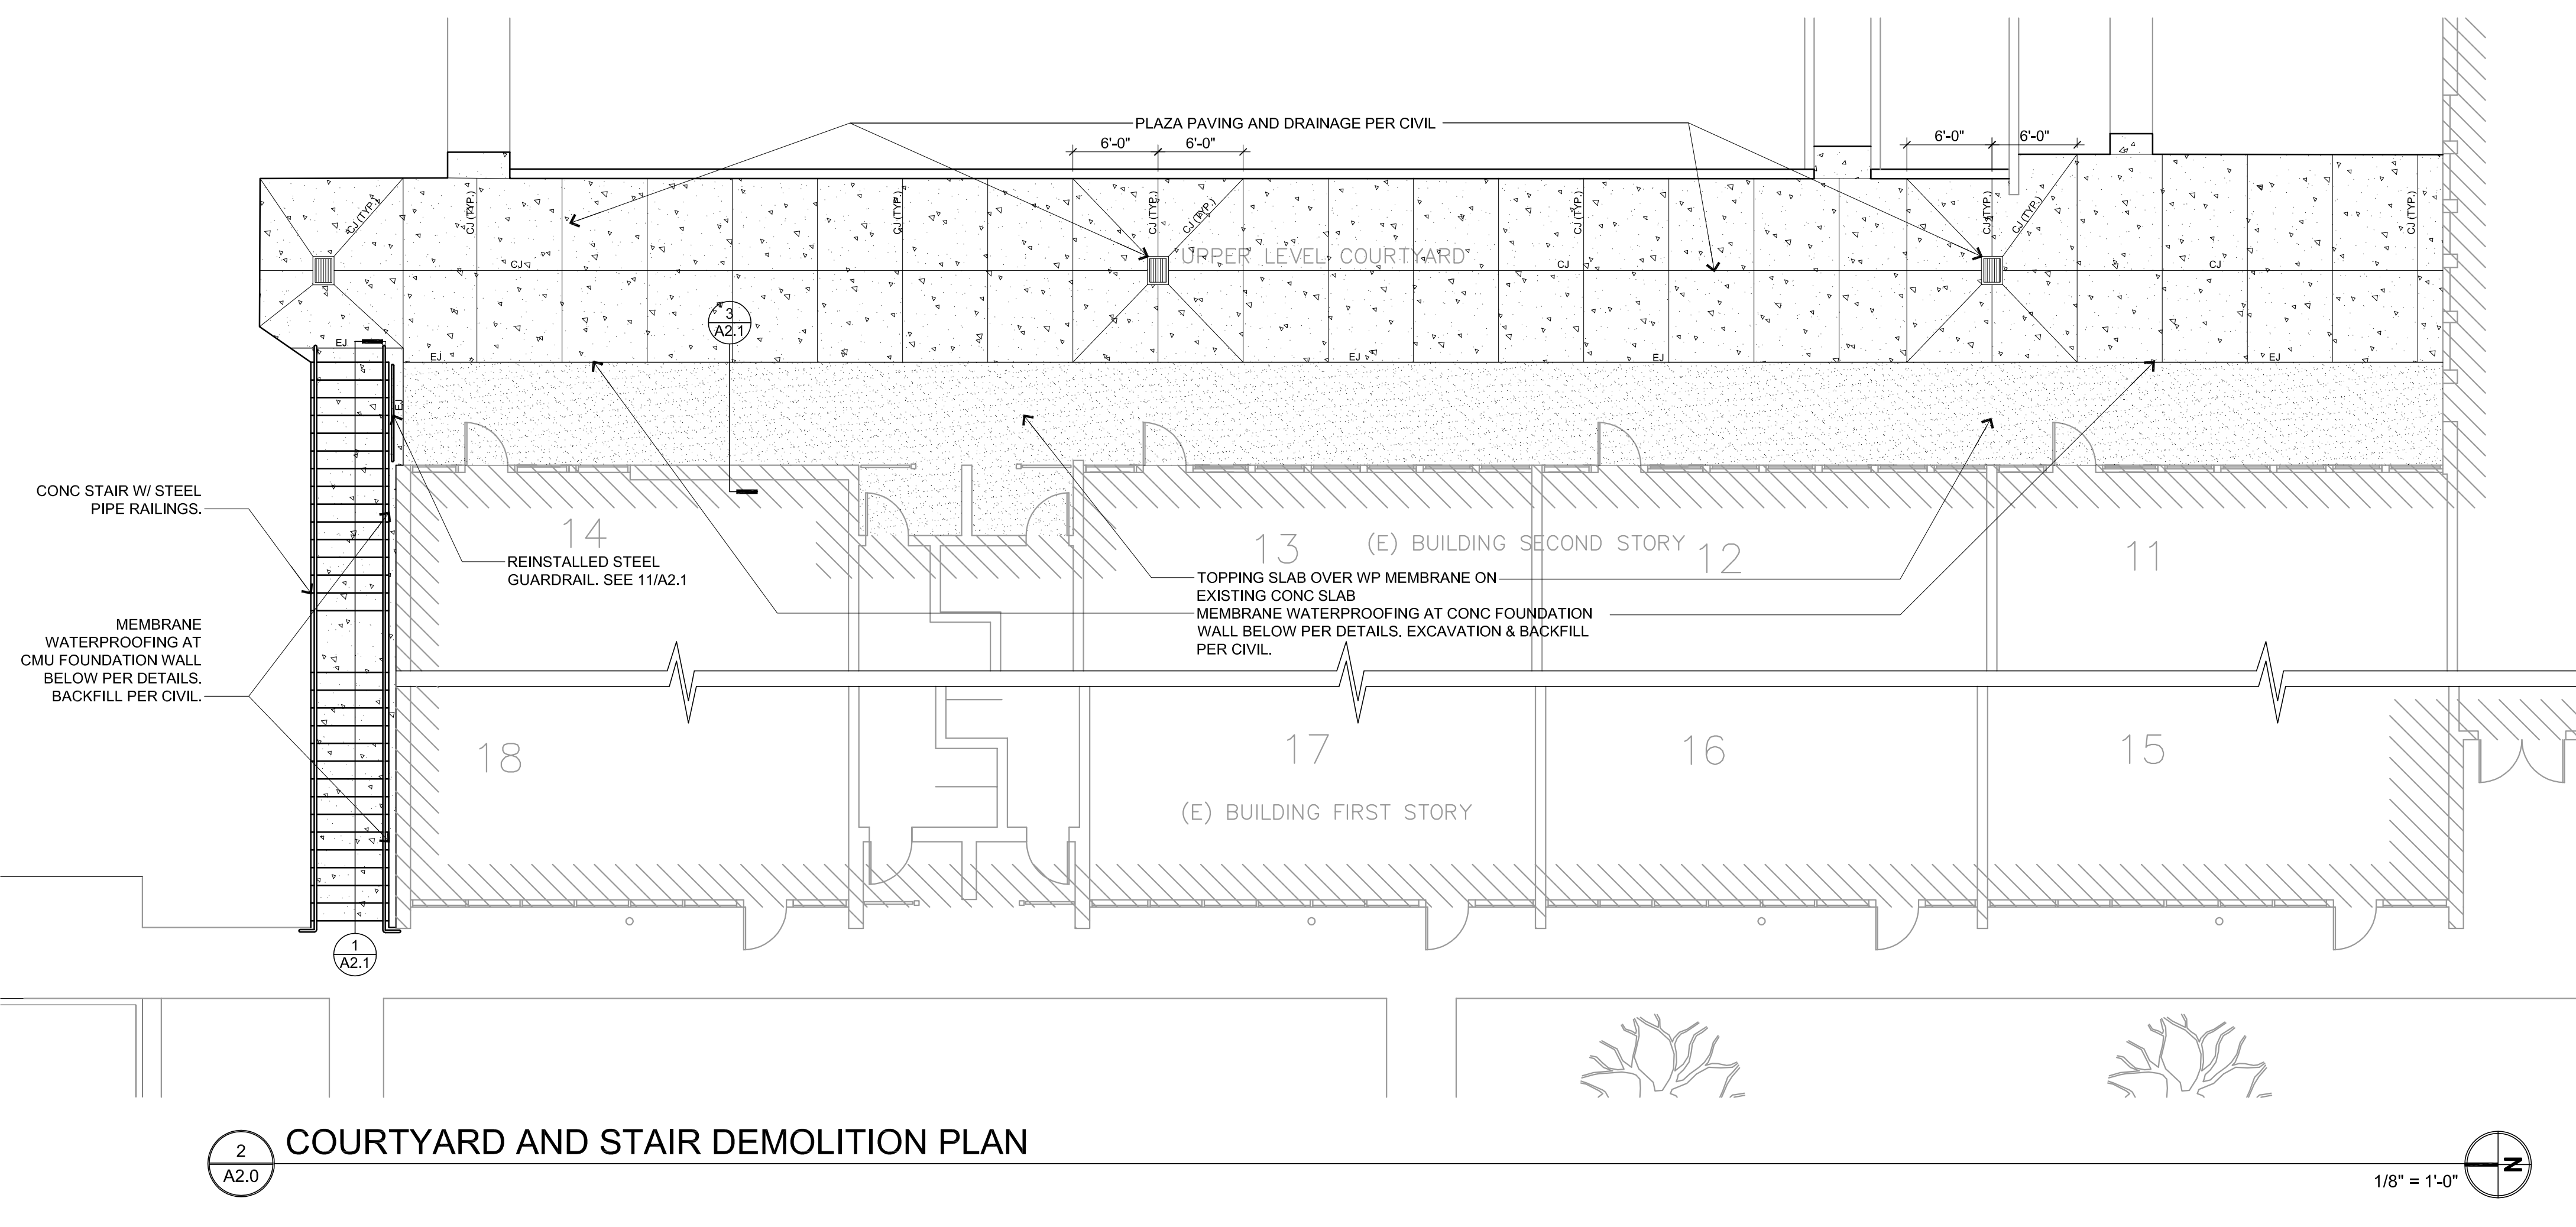 PLAZA PAVING AND DRAINAGE PER CIVIL
6'-0" 6'-0"
6'-0" 6'-0"
CJ (TYP.)
CJ (TYP.)
CJ (TYP.)
CJ (TYP.)
CJ (TYP.)
CJ (TYP.)
CJ (TYP.)
CJ (TYP.)
CJ (TYP.)
UPPER LEVEL COURTYARD
CJ
CJ
CJ
3
A2.1
EJ
EJ
EJ
EJ
EJ
EJ
CONC STAIR W/ STEEL
PIPE RAILINGS.
14
13
(E) BUILDING SECOND STORY
12
11
REINSTALLED STEEL
GUARDRAIL. SEE 11/A2.1
TOPPING SLAB OVER WP MEMBRANE ON
EXISTING CONC SLAB
MEMBRANE WATERPROOFING AT CONC FOUNDATION
WALL BELOW PER DETAILS. EXCAVATION & BACKFILL
PER CIVIL.
MEMBRANE
WATERPROOFING AT
CMU FOUNDATION WALL
BELOW PER DETAILS.
BACKFILL PER CIVIL.
18
17
16
15
(E) BUILDING FIRST STORY
1
A2.1
2
A2.0
COURTYARD AND STAIR DEMOLITION PLAN
1/8" = 1'-0"
N